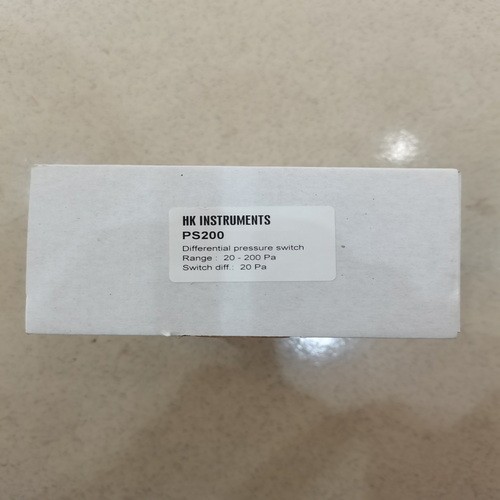 HK INSTRUMENTS
PS200
Differential pressure switch
Range : 20 - 200 Pa
Switch diff.: 20 Pa